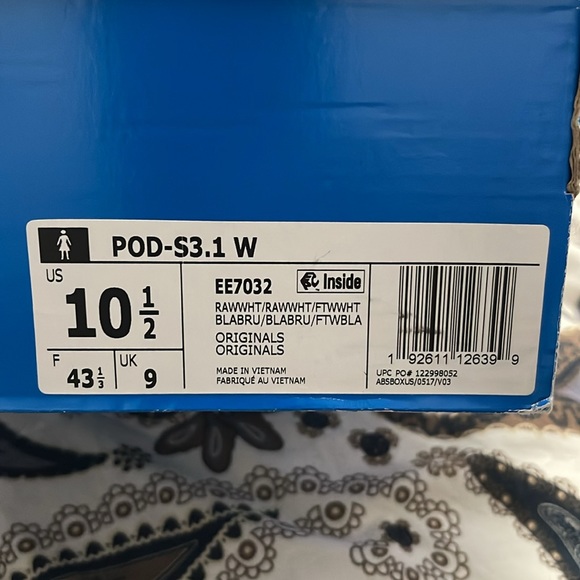 POD-S3.1 W
US
10 1/2
F
43 1/3
UK
9
EE7032
Inside
RAWWHT/RAWWHT/FTWWHT
BLABRU/BLABRU/FTWBLA
ORIGINALS
ORIGINALS
MADE IN VIETNAM
FABRIQUÉ AU VIETNAM
1 92611 12639 9
UPC PO# 122998052
ABSBOXUS/0517/V03